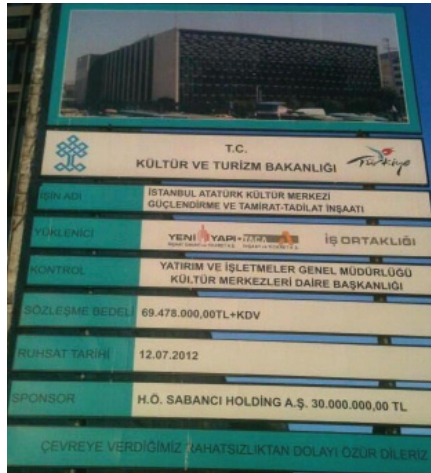 T.C.
KÜLTÜR VE TURİZM BAKANLIĞI
Türkiye
İŞİN ADI
İSTANBUL ATATÜRK KÜLTÜR MERKEZİ
GÜÇLENDİRME VE TAMİRAT-TADİLAT İNŞAATI
YÜKLENİCİ
YENİ YAPI + YACA İŞ ORTAKLIĞI
KONTROL
YATIRIM VE İŞLETMELER GENEL MÜDÜRLÜĞÜ
KÜLTÜR MERKEZLERİ DAİRE BAŞKANLIĞI
SÖZLEŞME BEDELİ 69.478.000,00TL+KDV
RUHSAT TARİHİ 12.07.2012
SPONSOR H.Ö. SABANCI HOLDİNG A.Ş. 30.000.000,00 TL
ÇEVREYE VERDİĞİMİZ RAHATSIZLIKTAN DOLAYI ÖZÜR DİLERİZ